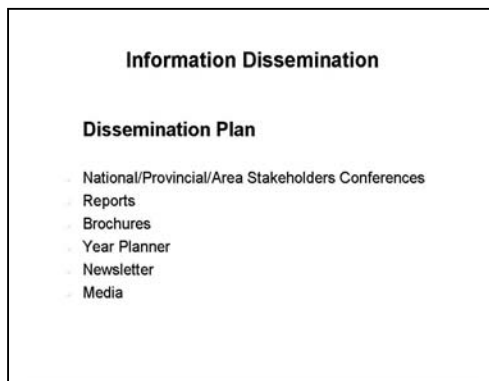 Information Dissemination
Dissemination Plan
National/Provincial/Area Stakeholders Conferences
Reports
Brochures
Year Planner
Newsletter
Media